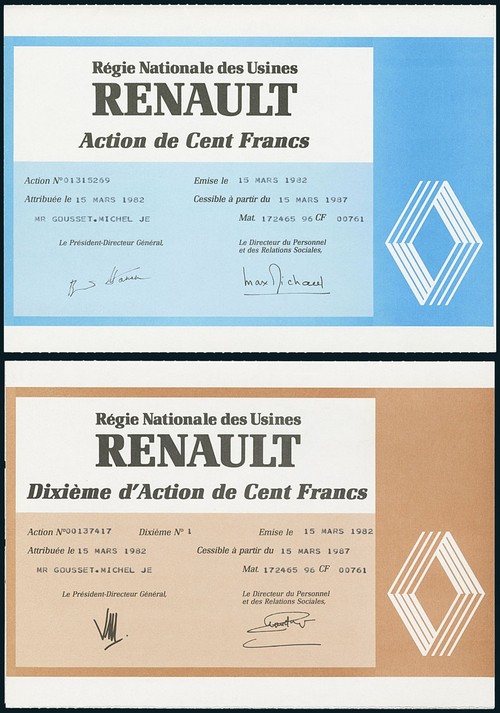 Régie Nationale des Usines
RENAULT
Action de Cent Francs
Action Nº01315269 Emise le 15 MARS 1982
Attribuée le 15 MARS 1982 Cessible à partir du 15 MARS 1987
MR GOUSSET.MICHEL JE Mat. 172465 96 CF 00761
Le Président-Directeur Général, Le Directeur du Personnel
et des Relations Sociales,
Max Richard
Régie Nationale des Usines
RENAULT
Dixième d'Action de Cent Francs
Action Nº00137417 Dixième Nº 1 Emise le 15 MARS 1982
Attribuée le 15 MARS 1982 Cessible à partir du 15 MARS 1987
MR GOUSSET.MICHEL JE Mat. 172465 96 CF 00761
Le Président-Directeur Général, Le Directeur du Personnel
et des Relations Sociales,